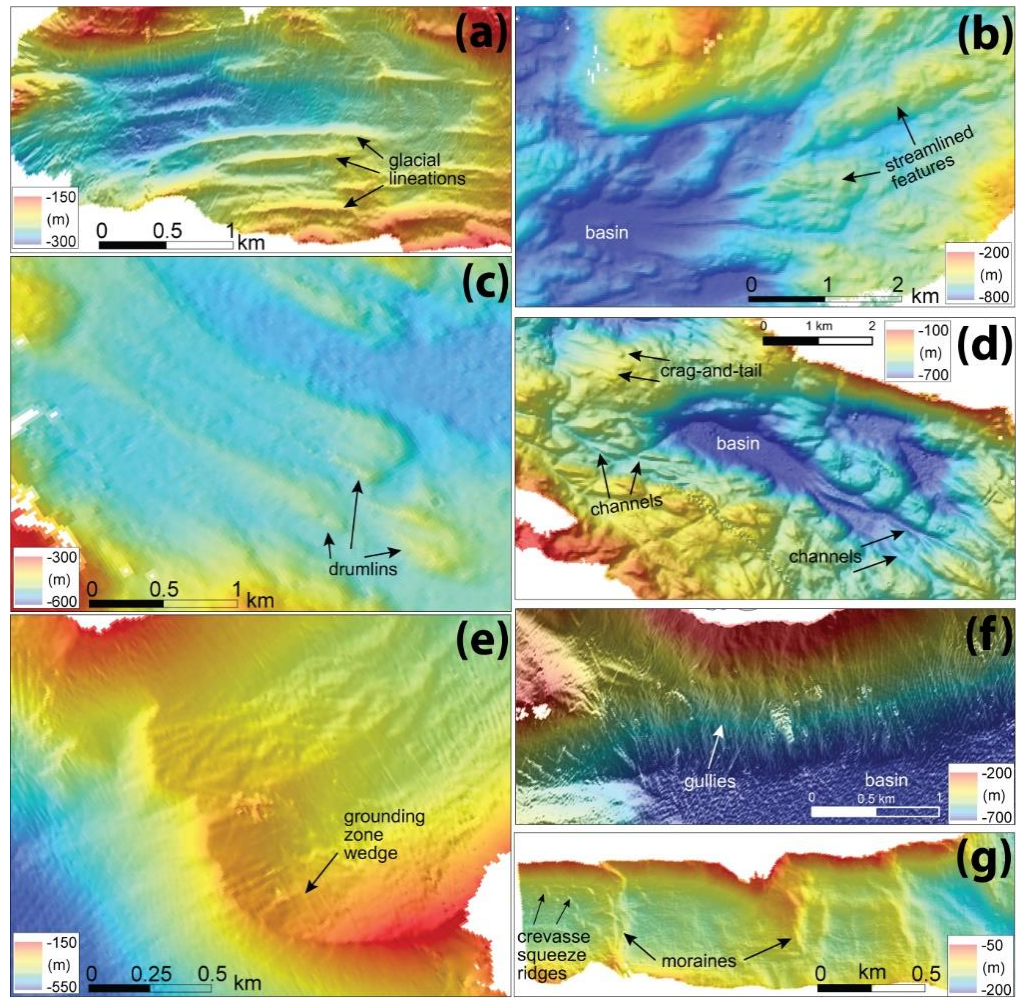 (a)
glacial
lineations
-150
(m)
-300
0 0.5 1 km
(b)
streamlined
features
basin
-200
(m)
-800
0 1 2 km
(c)
drumlins
-300
(m)
-600
0 0.5 1 km
(d)
0 1 km 2
-100
(m)
-700
crag-and-tail
basin
channels
channels
(e)
grounding
zone
wedge
-150
(m)
-550
0 0.25 0.5 km
(f)
gullies
basin
0 0.5 km 1
-200
(m)
-700
(g)
crevasse
squeeze
ridges
moraines
0 km 0.5
-50
(m)
-200